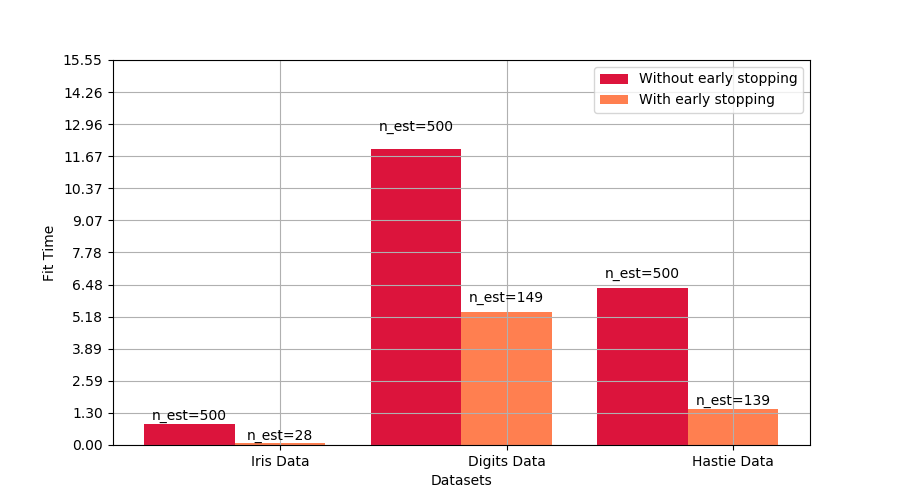 15.55
14.26
12.96
11.67
10.37
9.07
7.78
6.48
5.18
3.89
2.59
1.30
0.00
Fit Time
Without early stopping
With early stopping
n_est=500
n_est=28
n_est=500
n_est=149
n_est=500
n_est=139
Iris Data
Digits Data
Hastie Data
Datasets